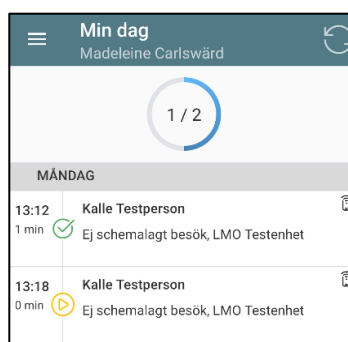 Min dag
Madeleine Carlswärd
1 / 2
MÅNDAG
13:12 Kalle Testperson
1 min Ej schemalagt besök, LMO Testenhet
13:18 Kalle Testperson
0 min Ej schemalagt besök, LMO Testenhet